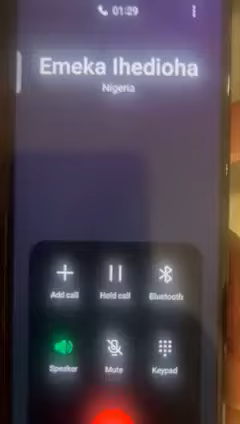 01:29
Emeka Ihedioha
Nigeria
Add call Hold call Bluetooth
Speaker Mute Keypad